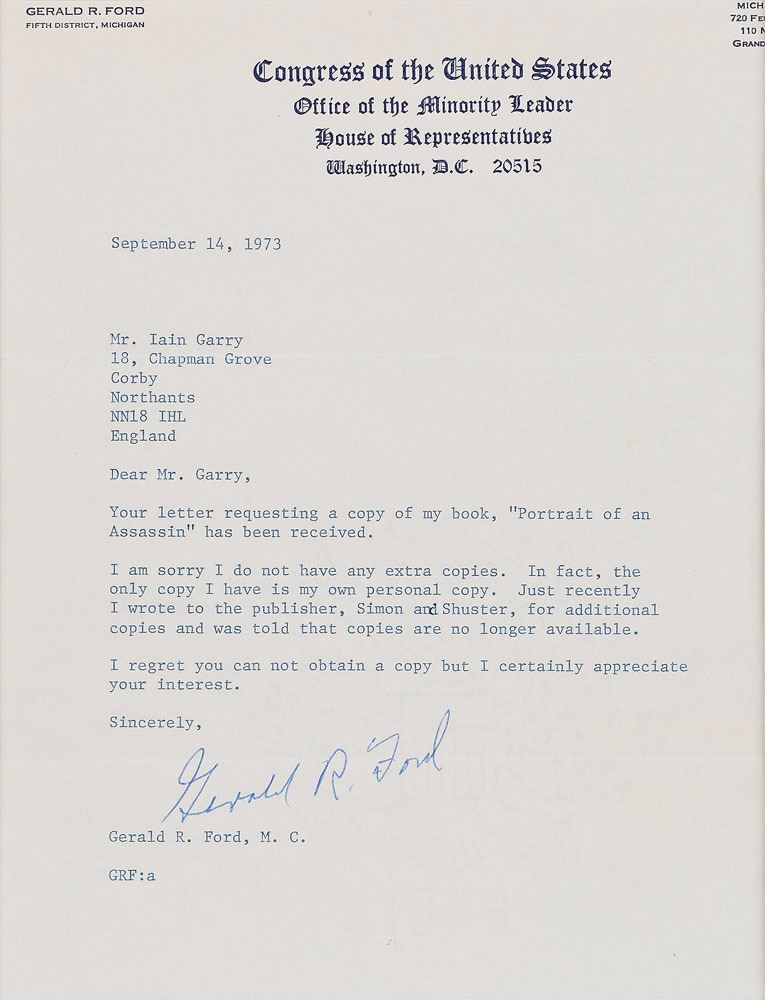 GERALD R. FORD
FIFTH DISTRICT, MICHIGAN
MICH
720 FE
110 N
GRAND
Congress of the United States
Office of the Minority Leader
House of Representatives
Washington, D.C. 20515
September 14, 1973
Mr. Iain Garry
18, Chapman Grove
Corby
Northants
NN18 IHL
England
Dear Mr. Garry,
Your letter requesting a copy of my book, "Portrait of an
Assassin" has been received.
I am sorry I do not have any extra copies. In fact, the
only copy I have is my own personal copy. Just recently
I wrote to the publisher, Simon and Shuster, for additional
copies and was told that copies are no longer available.
I regret you can not obtain a copy but I certainly appreciate
your interest.
Sincerely,
Gerald R. Ford
Gerald R. Ford, M. C.
GRF:a